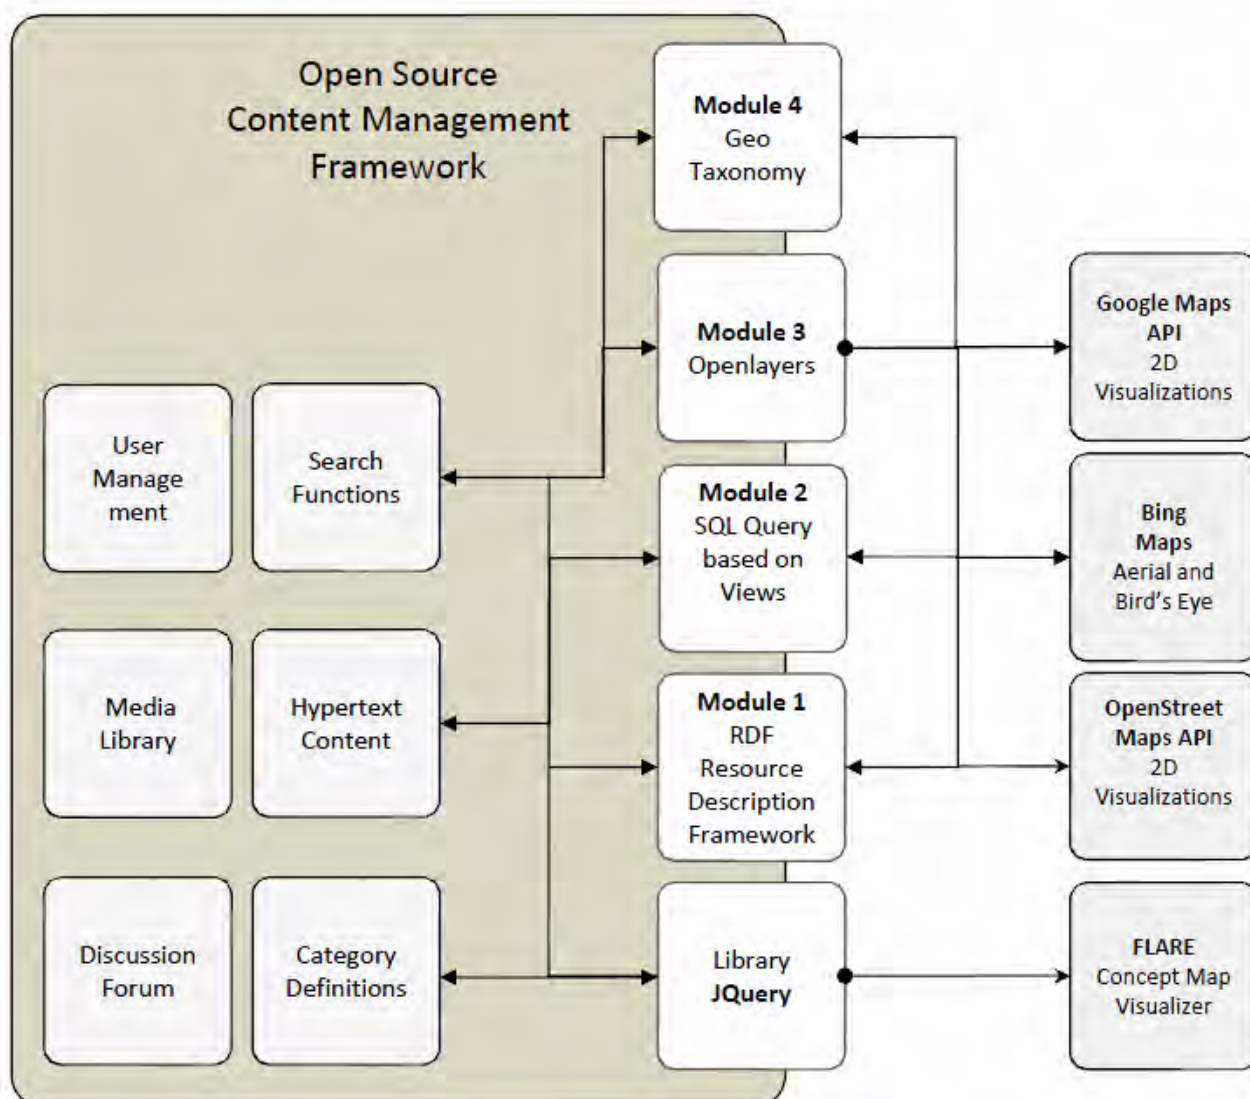 Open Source
Content Management
Framework
Module 4
Geo
Taxonomy
Module 3
Openlayers
Google Maps
API
2D
Visualizations
User
Manage
ment
Search
Functions
Module 2
SQL Query
based on
Views
Bing
Maps
Aerial and
Bird's Eye
Media
Library
Hypertext
Content
Module 1
RDF
Resource
Description
Framework
OpenStreet
Maps API
2D
Visualizations
Discussion
Forum
Category
Definitions
Library
JQuery
FLARE
Concept Map
Visualizer